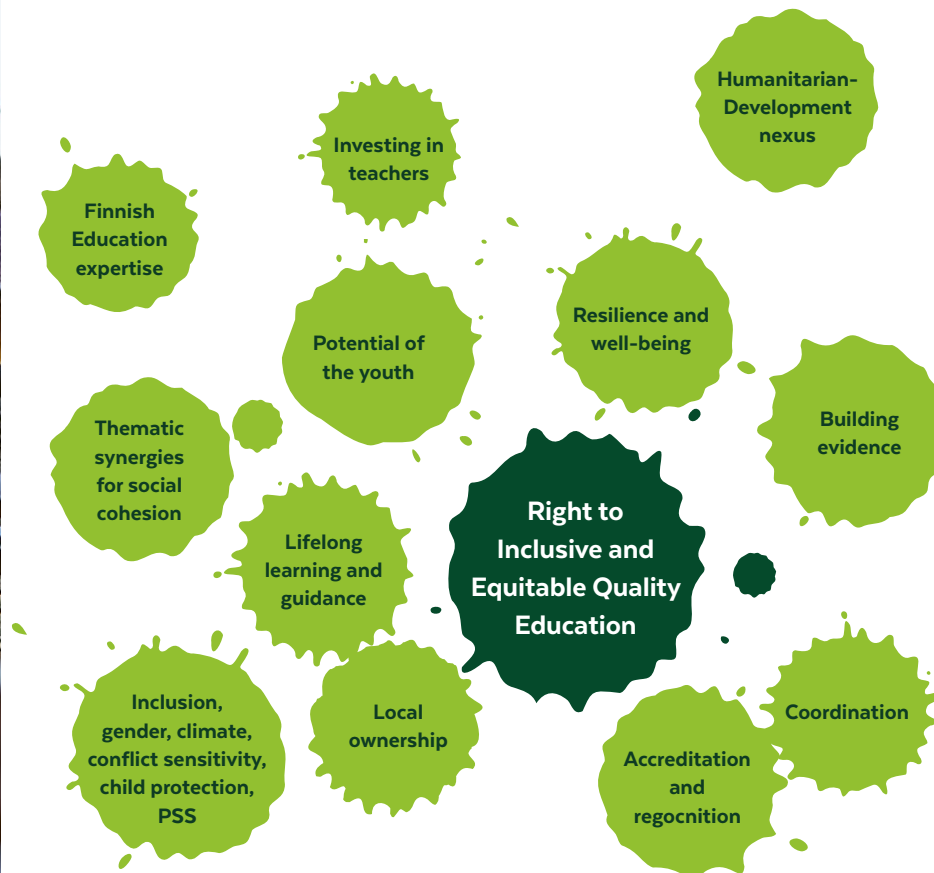 Humanitarian-
Development
nexus
Investing in
teachers
Finnish
Education
expertise
Resilience and
well-being
Potential of
the youth
Building
evidence
Thematic
synergies
for social
cohesion
Right to
Inclusive and
Equitable Quality
Education
Lifelong
learning and
guidance
Inclusion,
gender, climate,
conflict sensitivity,
child protection,
PSS
Local
ownership
Coordination
Accreditation
and
regocnition